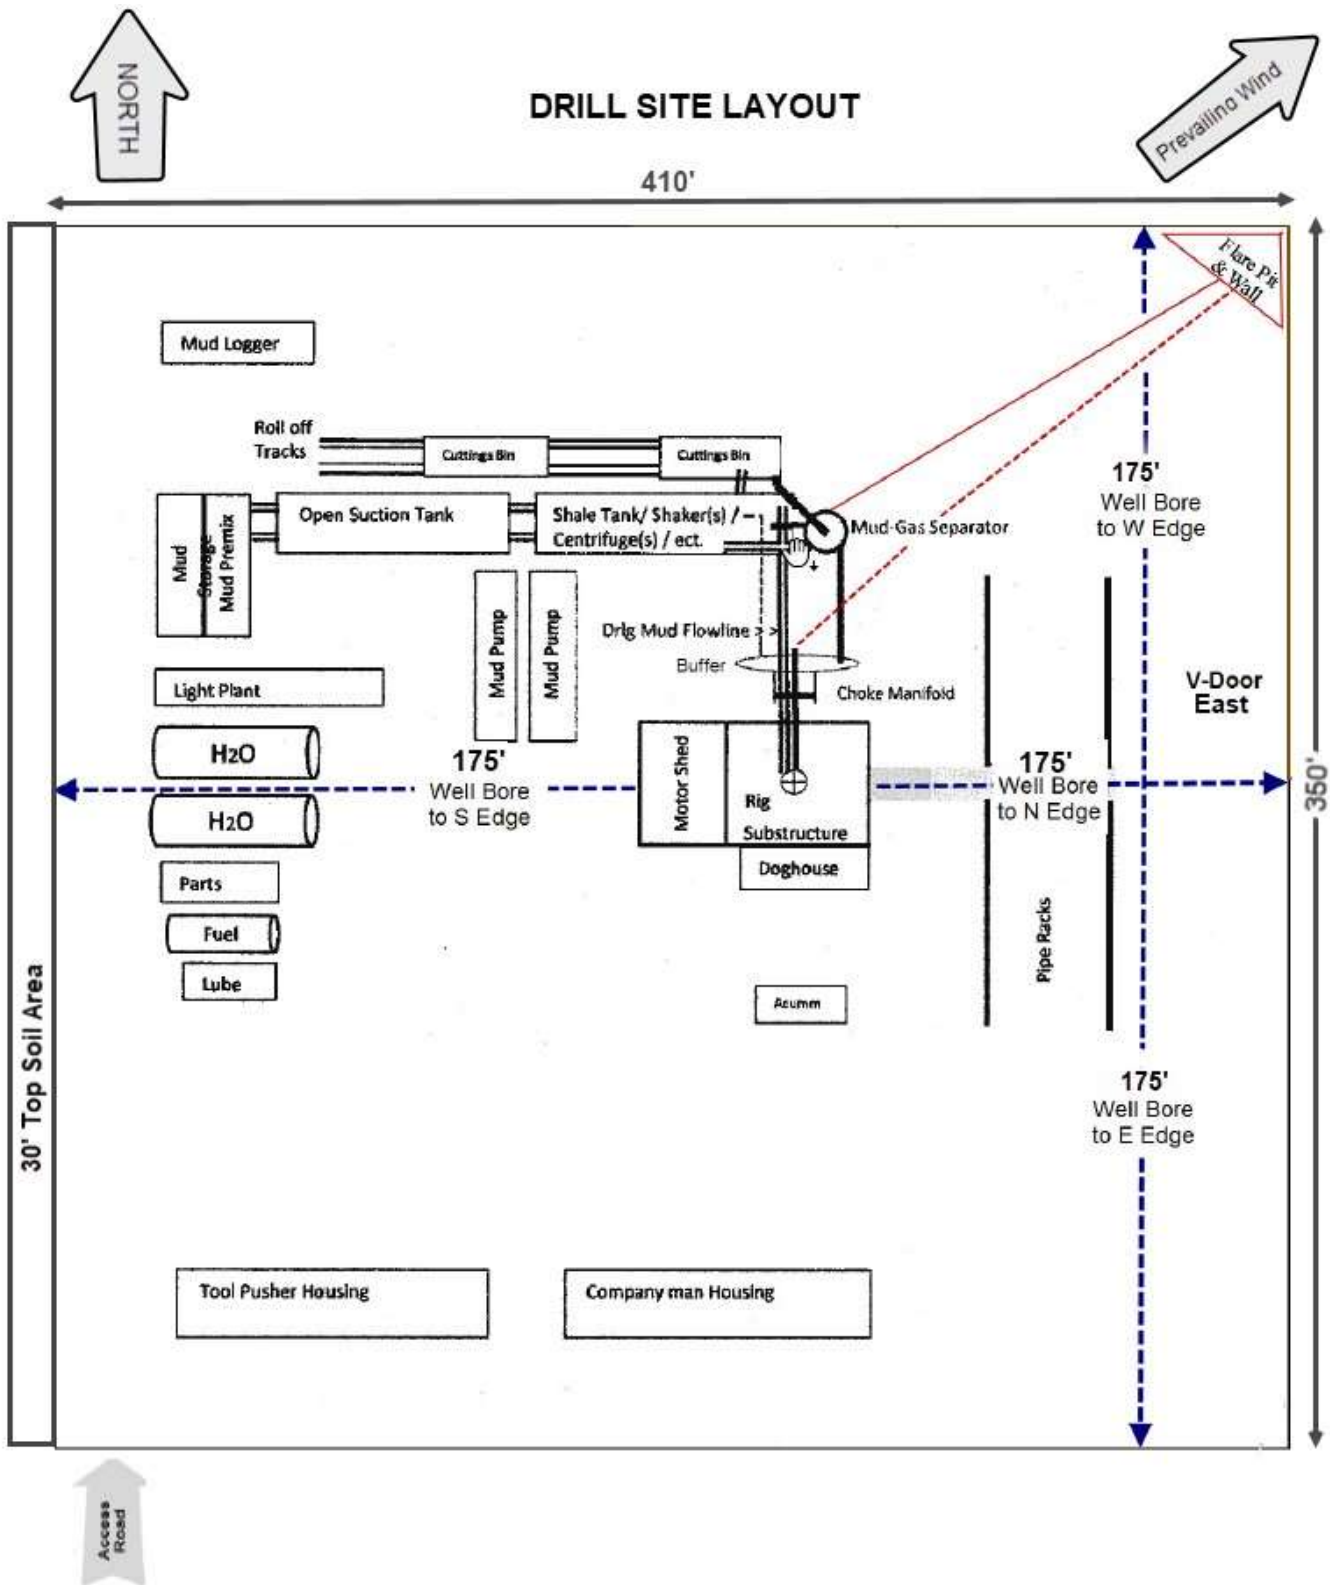 NORTH
DRILL SITE LAYOUT
Prevailing Wind
410'
Flare Pit
& Wall
Mud Logger
Roll off
Tracks
Cuttings Bin
Cuttings Bin
175'
Well Bore
to W Edge
Mud
Storage
Mud Premix
Open Suction Tank
Shale Tank/ Shaker(s) /
Centrifuge(s) / ect.
Mud-Gas Separator
Mud Pump
Mud Pump
Drlg Mud Flowline > >
Buffer
Choke Manifold
Light Plant
V-Door
East
H2O
175'
Well Bore
to S Edge
Motor Shed
Rig
Substructure
175'
Well Bore
to N Edge
350'
H2O
Doghouse
Parts
Fuel
Lube
Pipe Racks
Acumm
30' Top Soil Area
175'
Well Bore
to E Edge
Tool Pusher Housing
Company man Housing
Access
Road